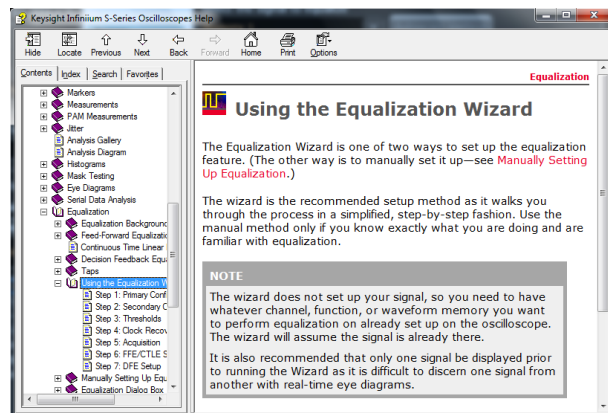 Keysight Infiniium S-Series Oscilloscopes Help
Hide Locate Previous Next Back Forward Home Print Options
Contents Index Search Favorites
Markers
Measurements
PAM Measurements
Jitter
Analysis Gallery
Analysis Diagram
Histograms
Mask Testing
Eye Diagrams
Serial Data Analysis
Equalization
Equalization Backgroun
Feed-Forward Equalizatio
Continuous Time Linear
Decision Feedback Equa
Taps
Using the Equalization W
Step 1: Primary Conf
Step 2: Secondary C
Step 3: Thresholds
Step 4: Clock Recov
Step 5: Acquisition
Step 6: FFE/CTLE S
Step 7: DFE Setup
Manually Setting Up Equ
Equalization Dialog Box
Equalization
Using the Equalization Wizard
The Equalization Wizard is one of two ways to set up the equalization
feature. (The other way is to manually set it up—see Manually Setting
Up Equalization.)
The wizard is the recommended setup method as it walks you
through the process in a simplified, step-by-step fashion. Use the
manual method only if you know exactly what you are doing and are
familiar with equalization.
NOTE
The wizard does not set up your signal, so you need to have
whatever channel, function, or waveform memory you want
to perform equalization on already set up on the oscilloscope.
The wizard will assume the signal is already there.
It is also recommended that only one signal be displayed prior
to running the Wizard as it is difficult to discern one signal from
another with real-time eye diagrams.